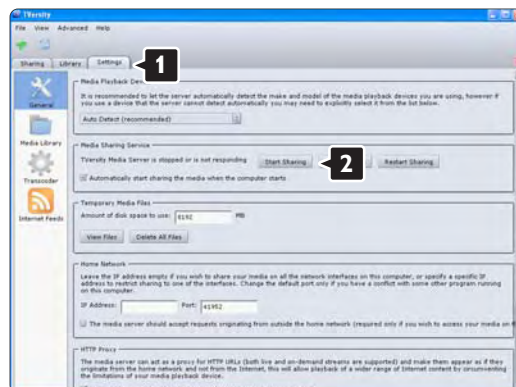 TVersity
File View Advanced Help
Sharing Library Settings
1
General
Media Library
Transcoder
Internet Feeds
Media Playback Dev
It is recommended to let the server automatically detect the make and model of the media playback devices you are using, however if
you use a device that the server cannot detect automatically you may need to explicitly select it from the list below.
Auto Detect (recommended)
Media Sharing Service
TVersity Media Server is stopped or is not responding Start Sharing 2 Restart Sharing
Automatically start sharing the media when the computer starts
Temporary Media Files
Amount of disk space to use: 8192 MB
View Files Delete All Files
Home Network
Leave the IP address empty if you wish to share your media on all the network interfaces on this computer, or specify a specific IP
address to restrict sharing to one of the interfaces. Change the default port only if you have a conflict with some other program running
on this computer.
IP Address: Port: 41952
The media server should accept requests originating from outside the home network (required only if you wish to access your media on
HTTP Proxy
The media server can act as a proxy for HTTP URLs (both live and on-demand streams are supported) and make them appear as if they
originate from the home network and not from the Internet, this will allow playback of a wider range of Internet content by circumventing
the limitations of your media playback device.